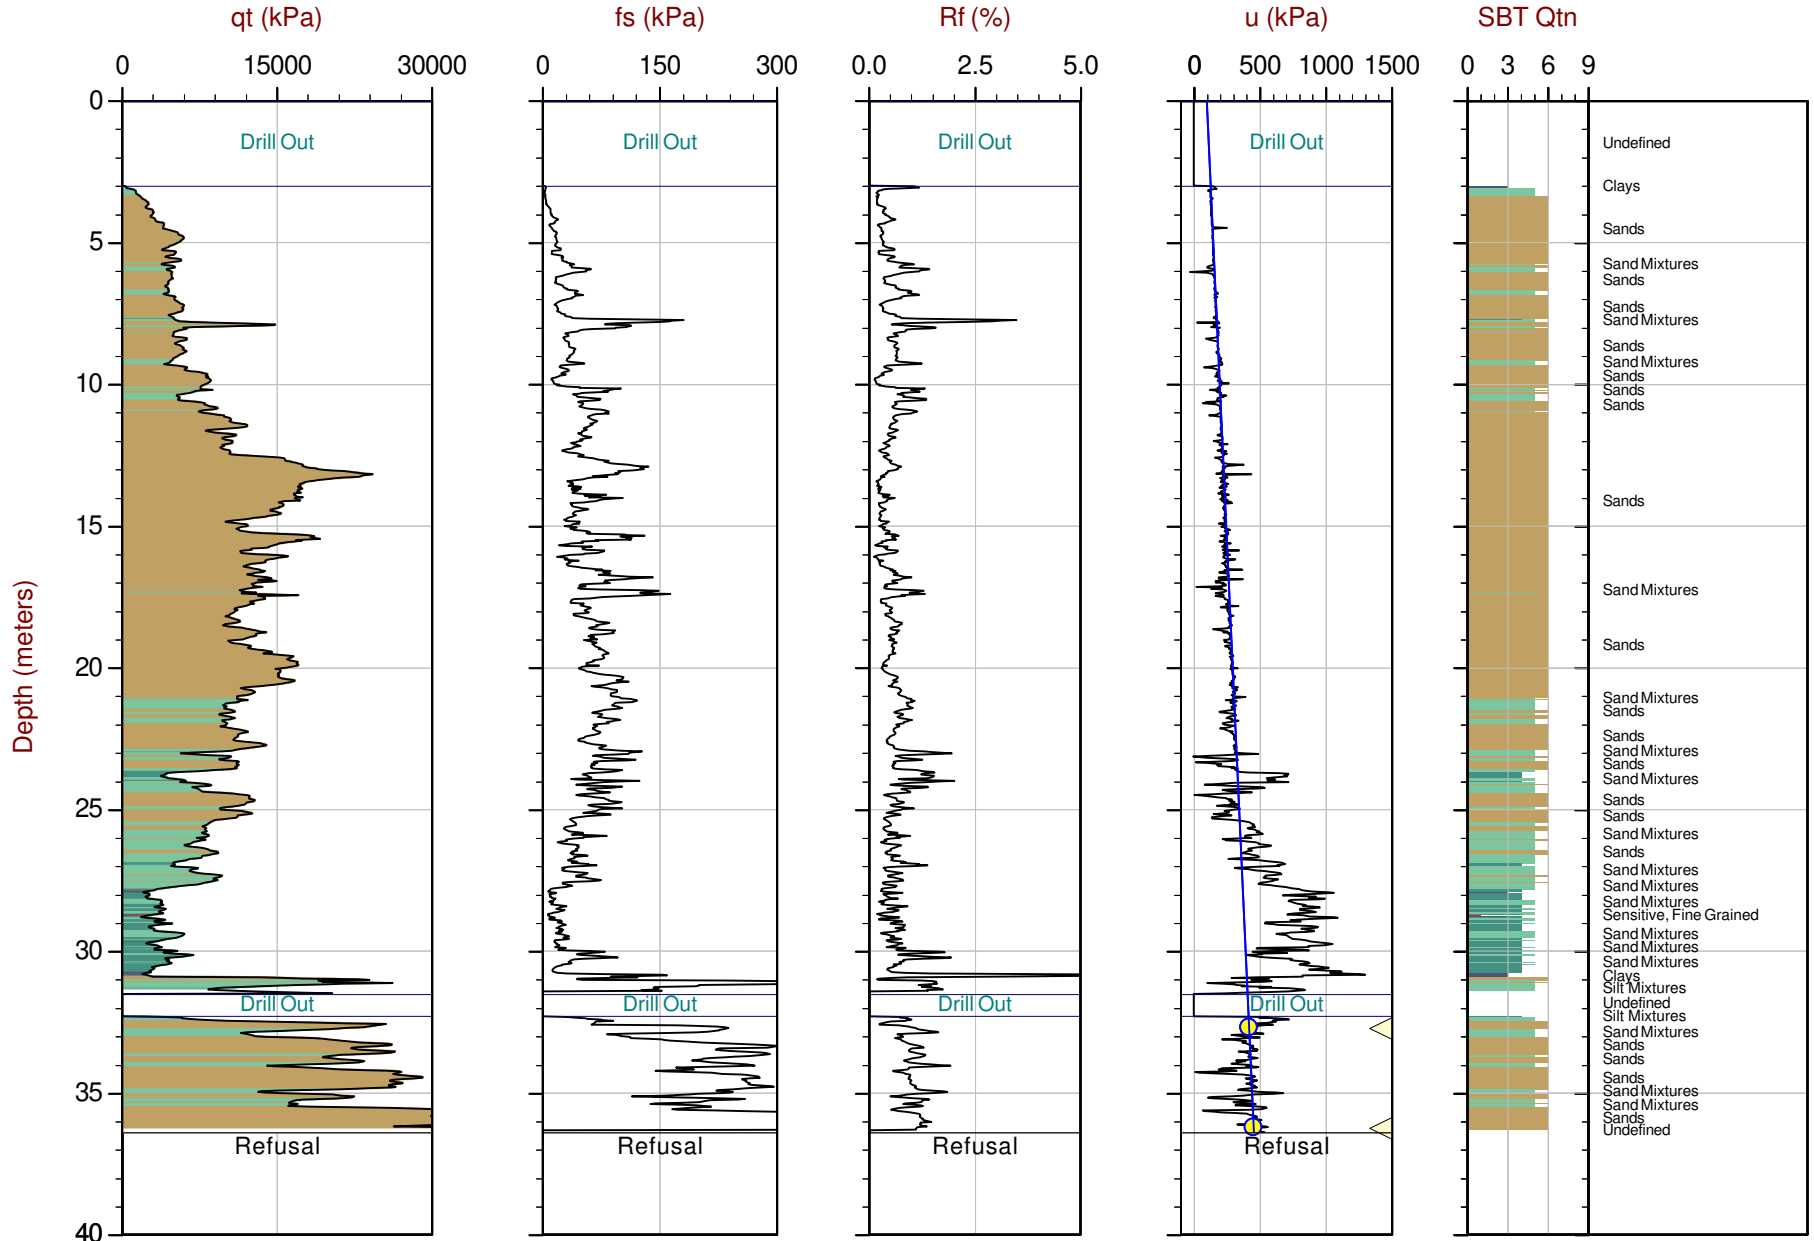 qt (kPa) fs (kPa) Rf (%) u (kPa) SBT Qtn
0 15000 30000 0 150 300 0.0 2.5 5.0 0 500 1000 1500 0 3 6 9
0
Drill Out Drill Out Drill Out Drill Out Undefined
Clays
Sands
5
Sand Mixtures
Sands
Sands
Sand Mixtures
Sands
Sand Mixtures
Sands
10
Sands
Sands
Sands
15
Sand Mixtures
Sands
20
Depth (meters)
Sand Mixtures
Sands
Sands
Sand Mixtures
Sands
Sand Mixtures
Sands
25
Sands
Sand Mixtures
Sands
Sand Mixtures
Sand Mixtures
Sand Mixtures
Sensitive, Fine Grained
Sand Mixtures
Sand Mixtures
30
Sand Mixtures
Clays
Silt Mixtures
Drill Out Drill Out Drill Out Drill Out Undefined
Silt Mixtures
Sand Mixtures
Sands
Sands
Sands
Sand Mixtures
35
Sand Mixtures
Sands
Undefined
Refusal Refusal Refusal Refusal
40